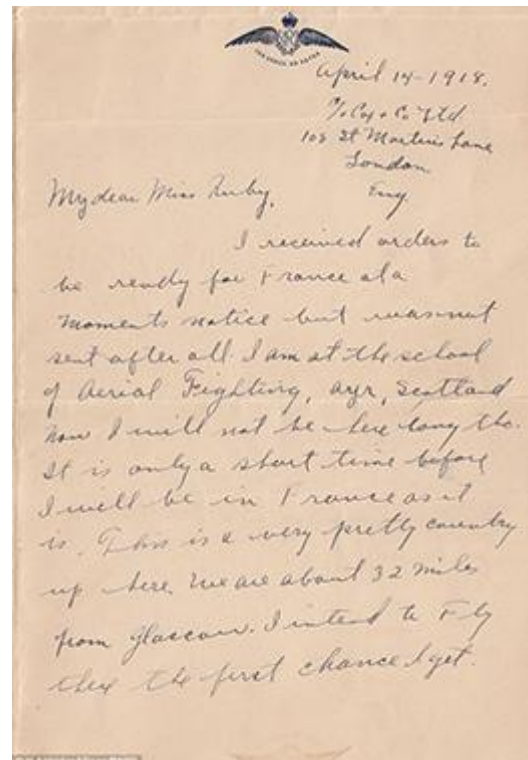 April 14-1918.
c/o Cox & Co Ltd.
108 St Martins Lane
London
Eng.
My dear Miss Ruby,
I received orders to
be ready for France at a
moments notice but was not
sent after all. I am at the school
of Aerial Fighting, Ayr, Scotland
now I will not be here long tho.
It is only a short time before
I will be in France as it
is. This is a very pretty country
up here. We are about 32 miles
from Glascow. I intend to Fly
there the first chance I get.